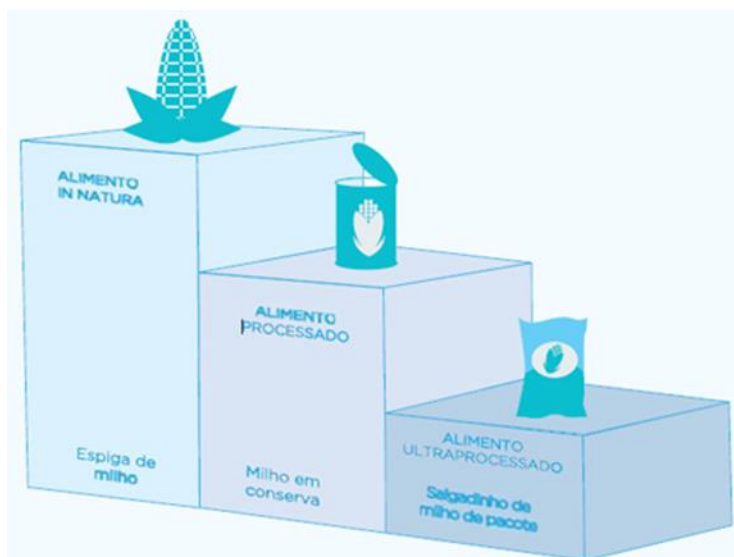 ALIMENTO
IN NATURA
Espiga de
milho
ALIMENTO
PROCESSADO
Milho em
conserva
ALIMENTO
ULTRAPROCESSADO
Salgadinho de
milho de pacote